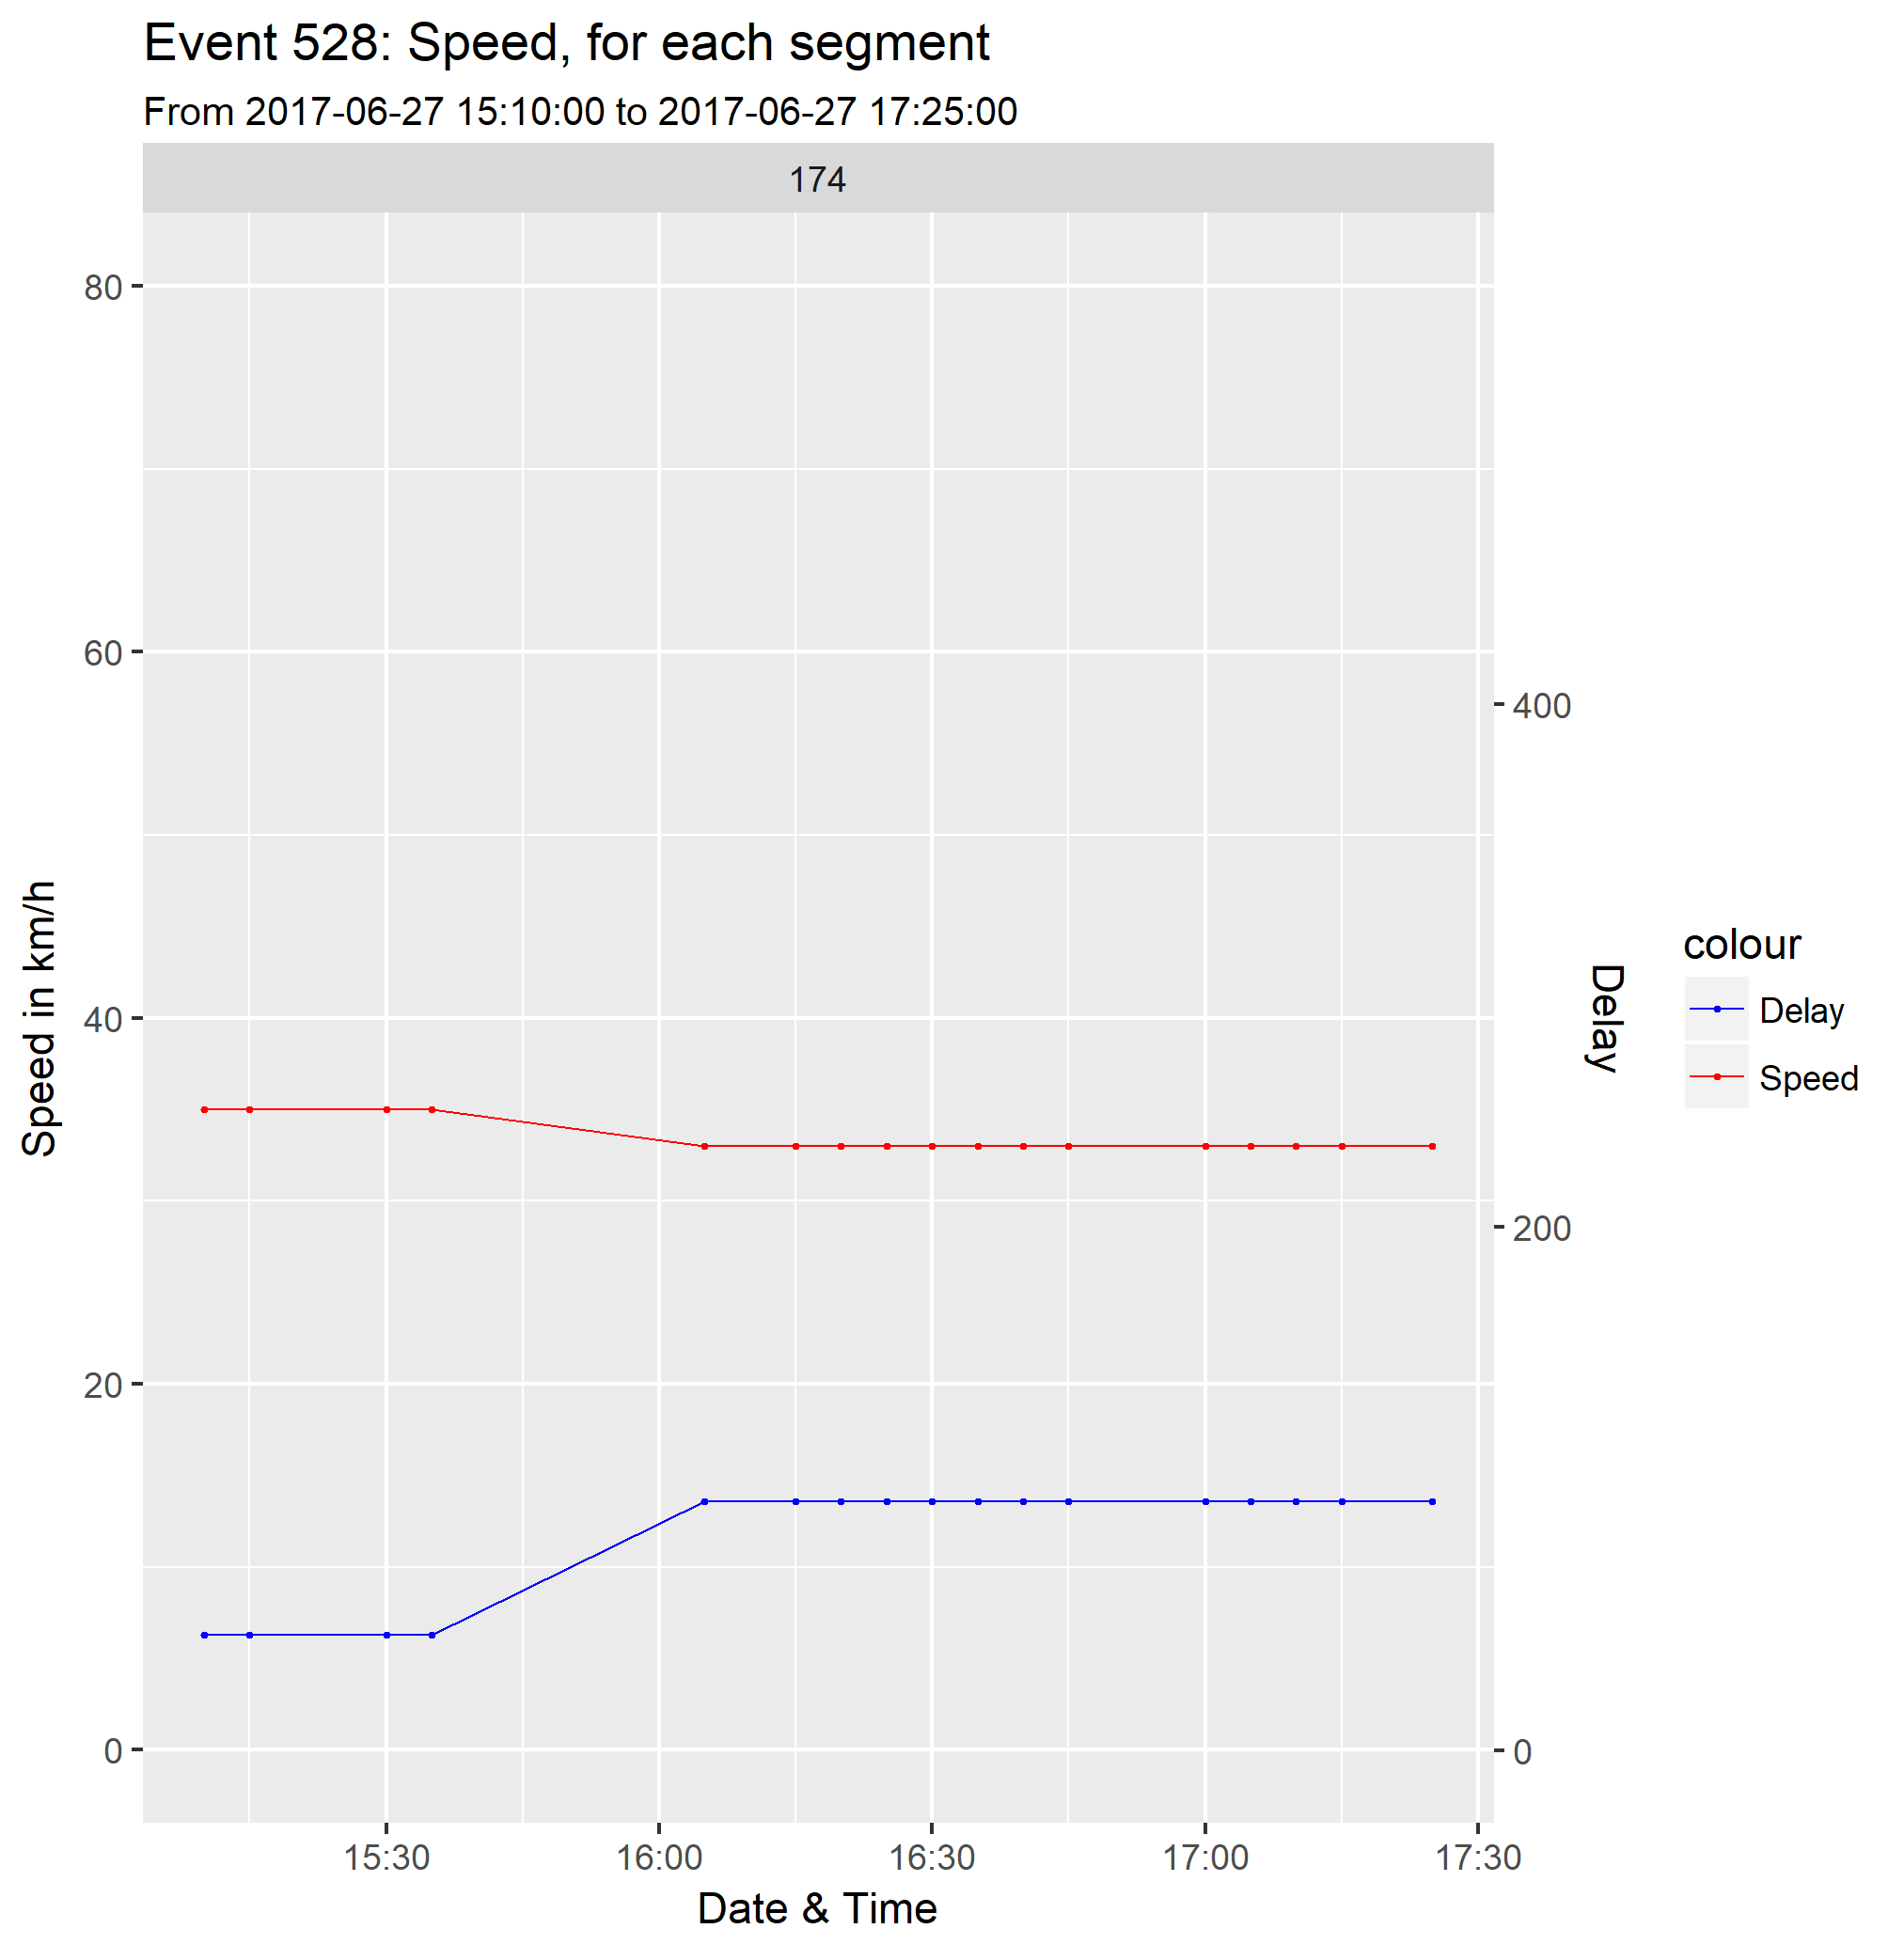 Event 528: Speed, for each segment
From 2017-06-27 15:10:00 to 2017-06-27 17:25:00
174
80
60
40
20
0
Speed in km/h
400
200
0
Delay
colour
Delay
Speed
15:30
16:00
16:30
17:00
17:30
Date & Time